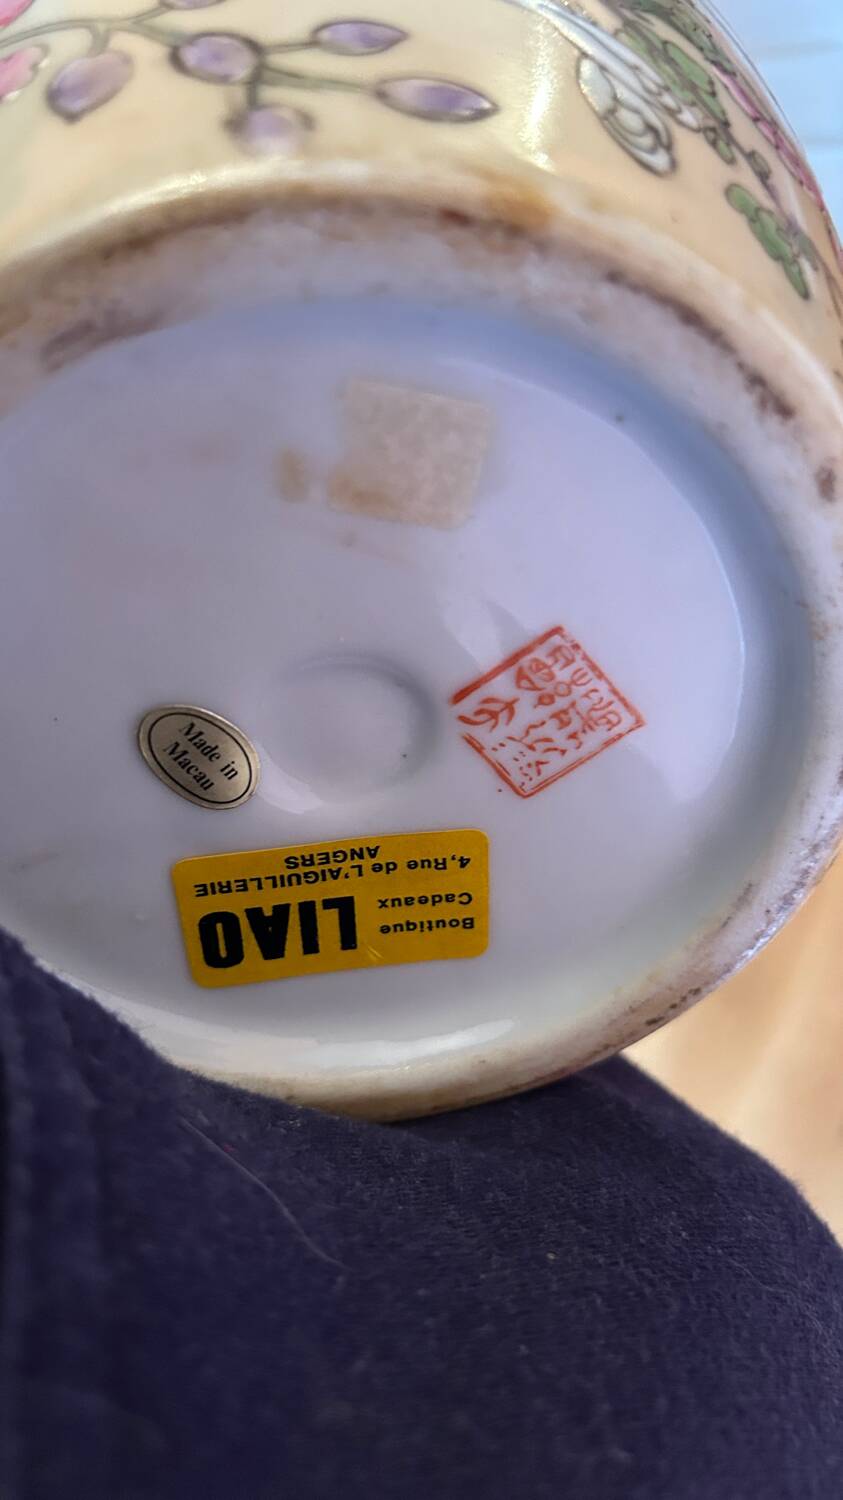 Made in
Macau
Boutique
Cadeaux
LIAO
4, Rue de L'AIGUILLERIE
ANGERS